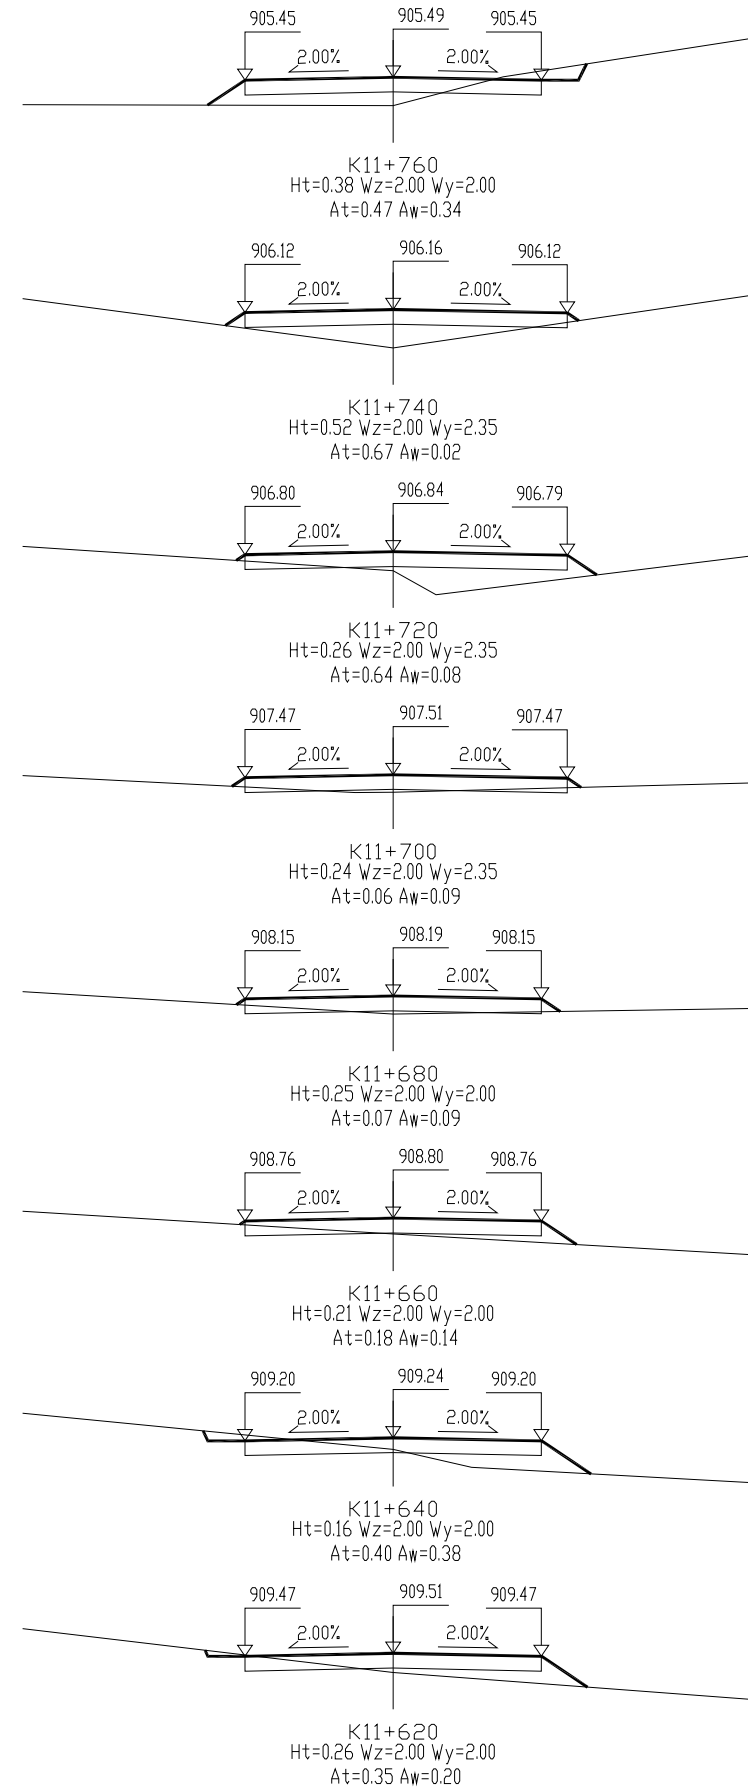 905.45 905.49 905.45
2.00% 2.00%
K11+760
Ht=0.38 Wz=2.00 Wy=2.00
At=0.47 Aw=0.34
906.12 906.16 906.12
2.00% 2.00%
K11+740
Ht=0.52 Wz=2.00 Wy=2.35
At=0.67 Aw=0.02
906.80 906.84 906.79
2.00% 2.00%
K11+720
Ht=0.26 Wz=2.00 Wy=2.35
At=0.64 Aw=0.08
907.47 907.51 907.47
2.00% 2.00%
K11+700
Ht=0.24 Wz=2.00 Wy=2.35
At=0.06 Aw=0.09
908.15 908.19 908.15
2.00% 2.00%
K11+680
Ht=0.25 Wz=2.00 Wy=2.00
At=0.07 Aw=0.09
908.76 908.80 908.76
2.00% 2.00%
K11+660
Ht=0.21 Wz=2.00 Wy=2.00
At=0.18 Aw=0.14
909.20 909.24 909.20
2.00% 2.00%
K11+640
Ht=0.16 Wz=2.00 Wy=2.00
At=0.40 Aw=0.38
909.47 909.51 909.47
2.00% 2.00%
K11+620
Ht=0.26 Wz=2.00 Wy=2.00
At=0.35 Aw=0.20